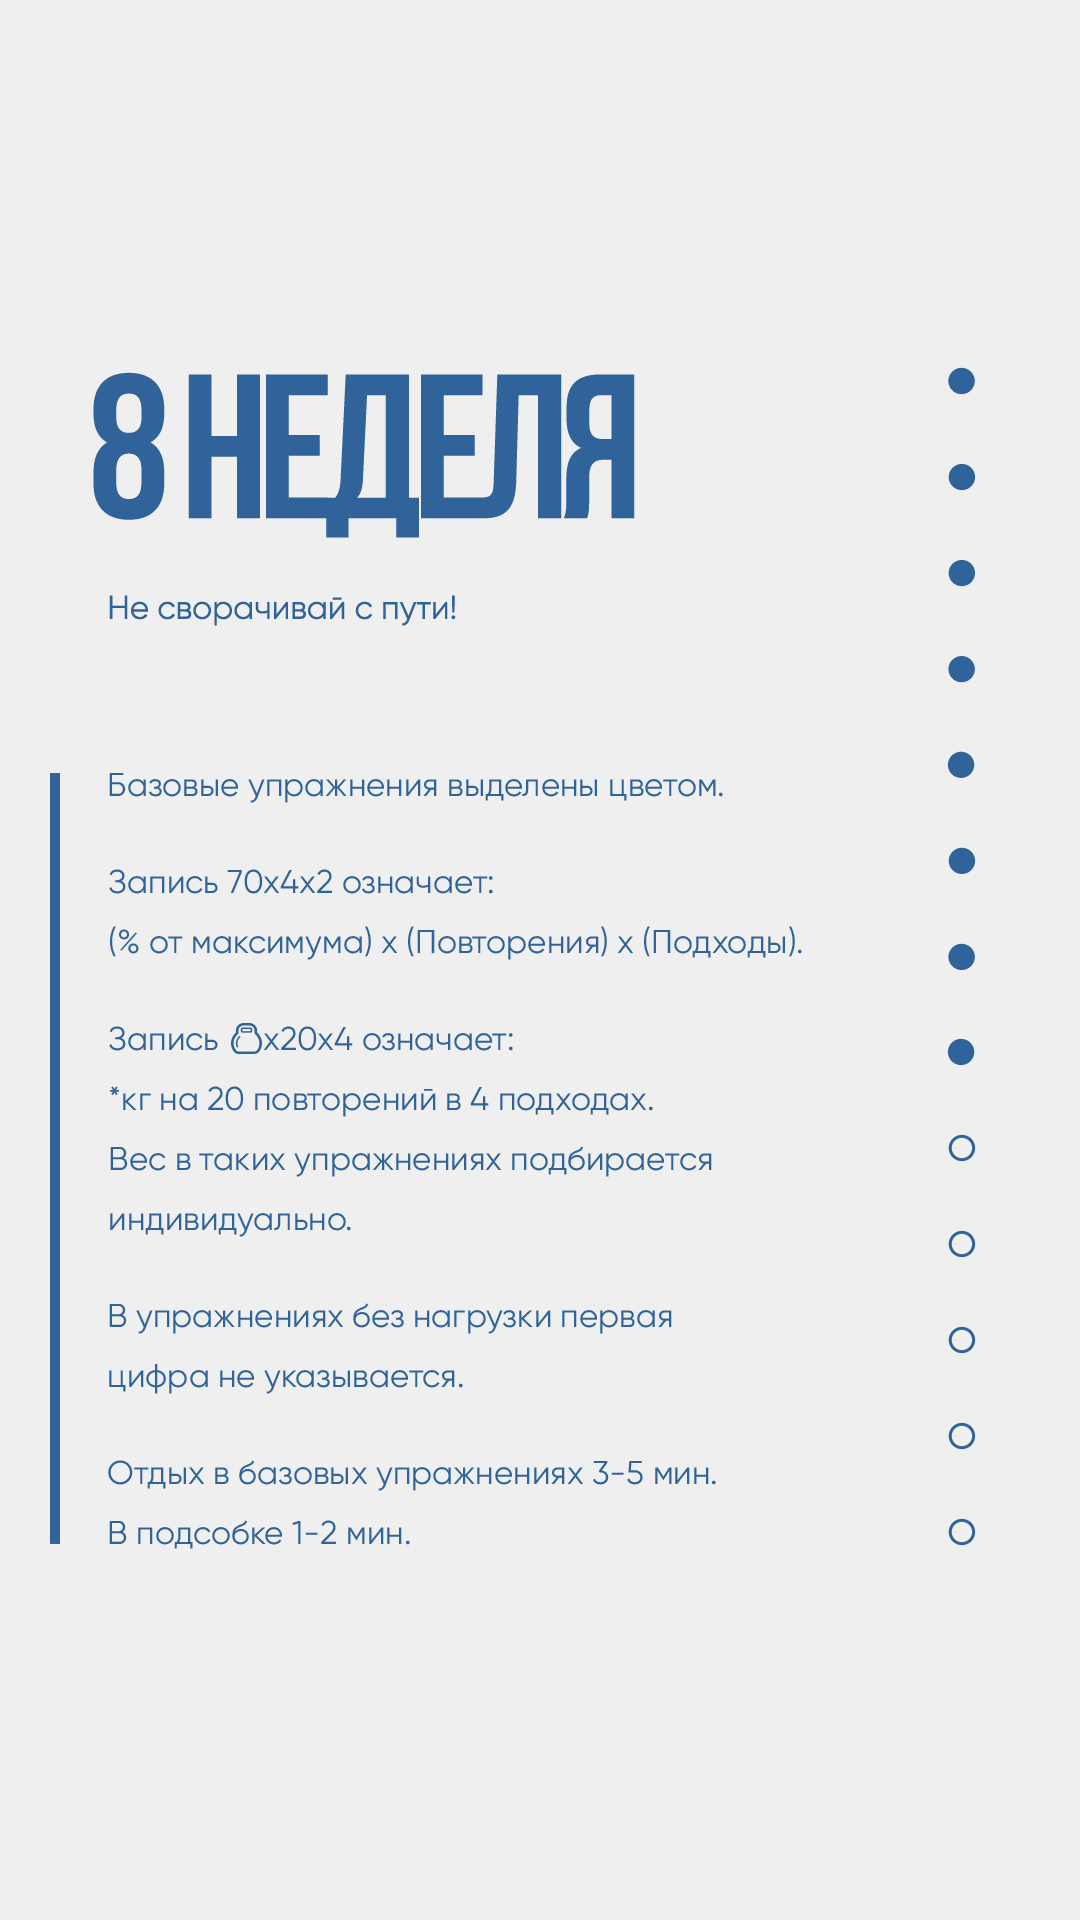 8 НЕДЕЛЯ
Не сворачивай с пути!
Базовые упражнения выделены цветом.
Запись 70х4х2 означает:
(% от максимума) х (Повторения) х (Подходы).
Запись х20х4 означает:
*кг на 20 повторений в 4 подходах.
Вес в таких упражнениях подбирается
индивидуально.
В упражнениях без нагрузки первая
цифра не указывается.
Отдых в базовых упражнениях 3-5 мин.
В подсобке 1-2 мин.